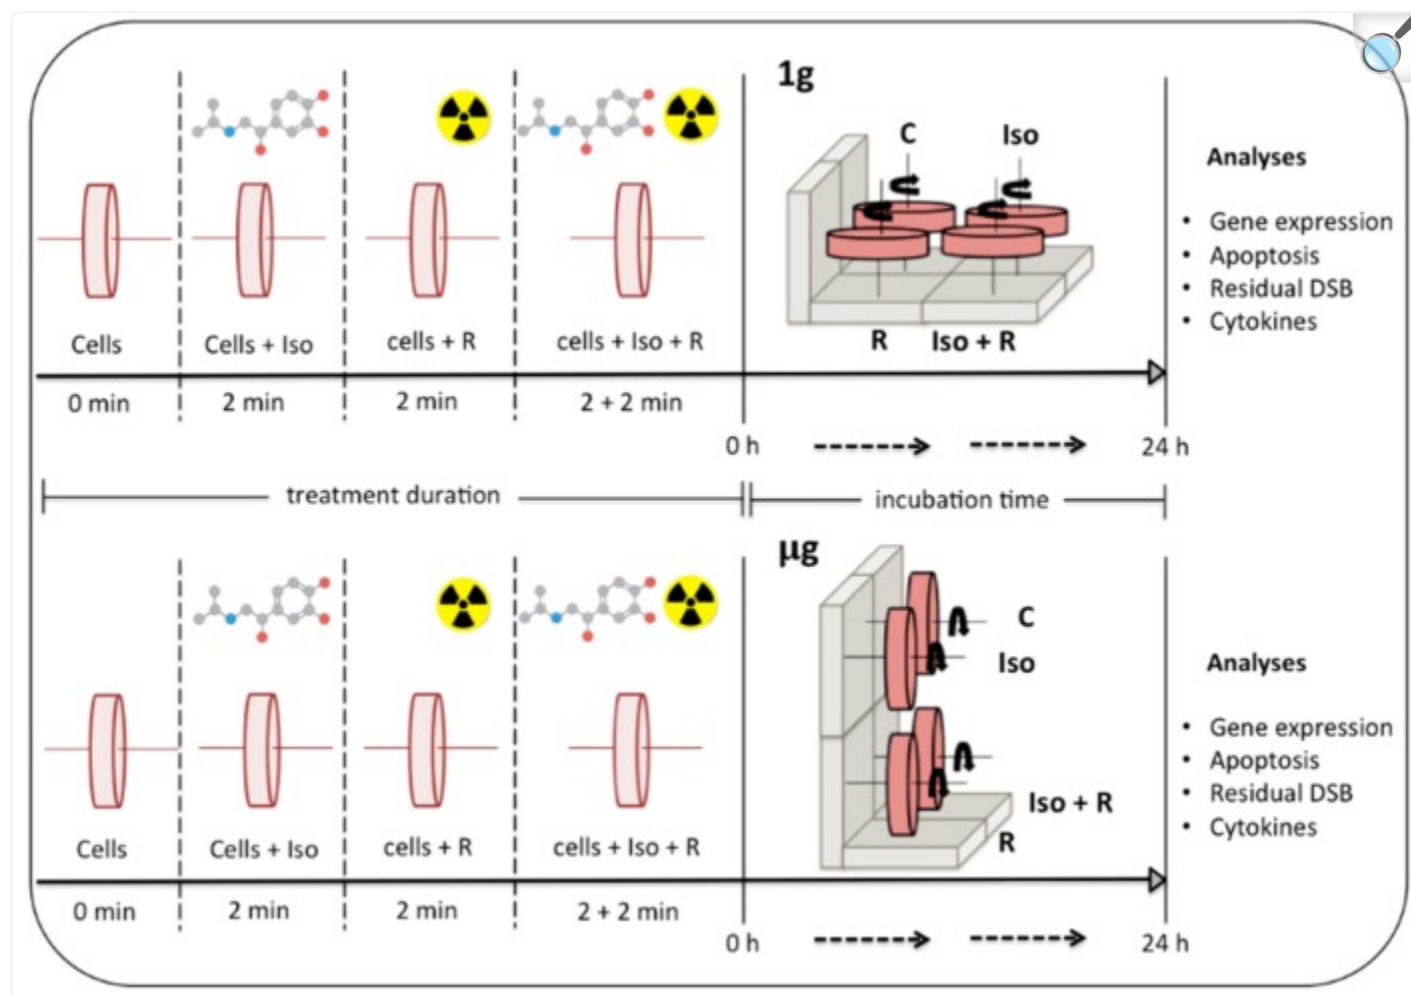 1g
C
Iso
Analyses
• Gene expression
• Apoptosis
• Residual DSB
• Cytokines
Cells
Cells + Iso
cells + R
cells + Iso + R
R
Iso + R
0 min
2 min
2 min
2 + 2 min
0 h
24 h
treatment duration
incubation time
µg
C
Iso
Analyses
• Gene expression
• Apoptosis
• Residual DSB
• Cytokines
Iso + R
R
Cells
Cells + Iso
cells + R
cells + Iso + R
0 min
2 min
2 min
2 + 2 min
0 h
24 h